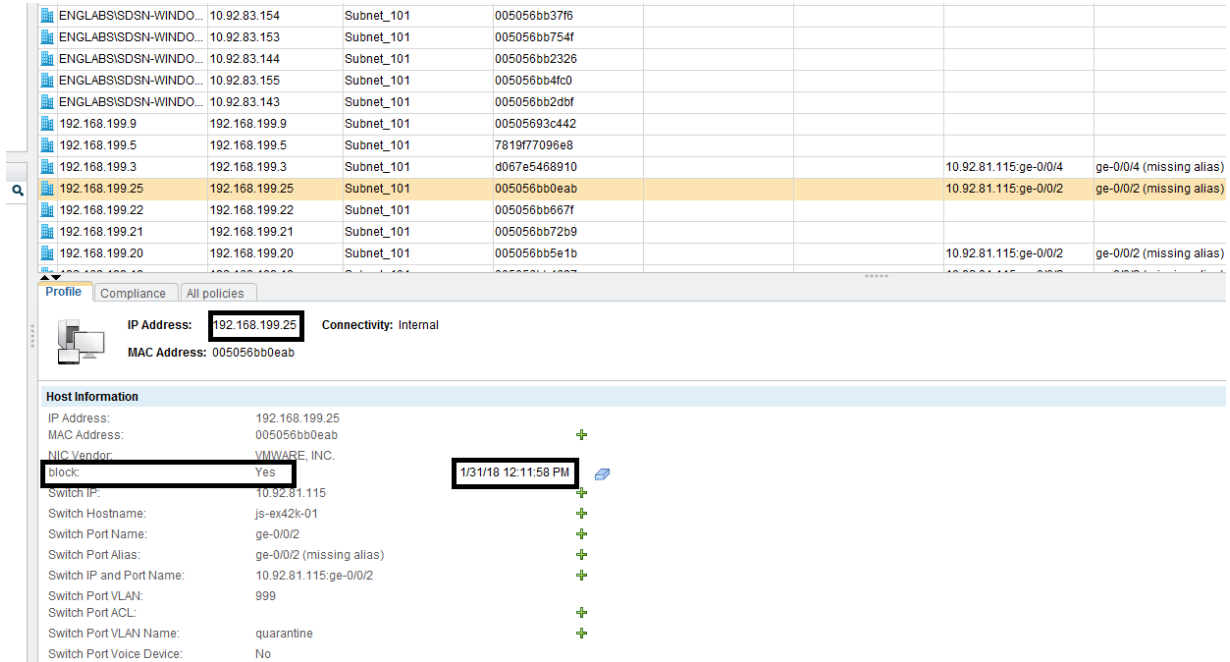 ENGLABS\SDSN-WINDO... 10.92.83.154 Subnet_101 005056bb37f6
ENGLABS\SDSN-WINDO... 10.92.83.153 Subnet_101 005056bb754f
ENGLABS\SDSN-WINDO... 10.92.83.144 Subnet_101 005056bb2326
ENGLABS\SDSN-WINDO... 10.92.83.155 Subnet_101 005056bb4fc0
ENGLABS\SDSN-WINDO... 10.92.83.143 Subnet_101 005056bb2dbf
192.168.199.9 192.168.199.9 Subnet_101 00505693c442
192.168.199.5 192.168.199.5 Subnet_101 7819f77096e8
192.168.199.3 192.168.199.3 Subnet_101 d067e5468910 10.92.81.115:ge-0/0/4 ge-0/0/4 (missing alias)
192.168.199.25 192.168.199.25 Subnet_101 005056bb0eab 10.92.81.115:ge-0/0/2 ge-0/0/2 (missing alias)
192.168.199.22 192.168.199.22 Subnet_101 005056bb667f
192.168.199.21 192.168.199.21 Subnet_101 005056bb72b9
192.168.199.20 192.168.199.20 Subnet_101 005056bb5e1b 10.92.81.115:ge-0/0/2 ge-0/0/2 (missing alias)
Profile Compliance All policies
IP Address: 192.168.199.25 Connectivity: Internal
MAC Address: 005056bb0eab
Host Information
IP Address: 192.168.199.25
MAC Address: 005056bb0eab
NIC Vendor: VMWARE, INC.
block: Yes 1/31/18 12:11:58 PM
Switch IP: 10.92.81.115
Switch Hostname: js-ex42k-01
Switch Port Name: ge-0/0/2
Switch Port Alias: ge-0/0/2 (missing alias)
Switch IP and Port Name: 10.92.81.115:ge-0/0/2
Switch Port VLAN: 999
Switch Port ACL:
Switch Port VLAN Name: quarantine
Switch Port Voice Device: No